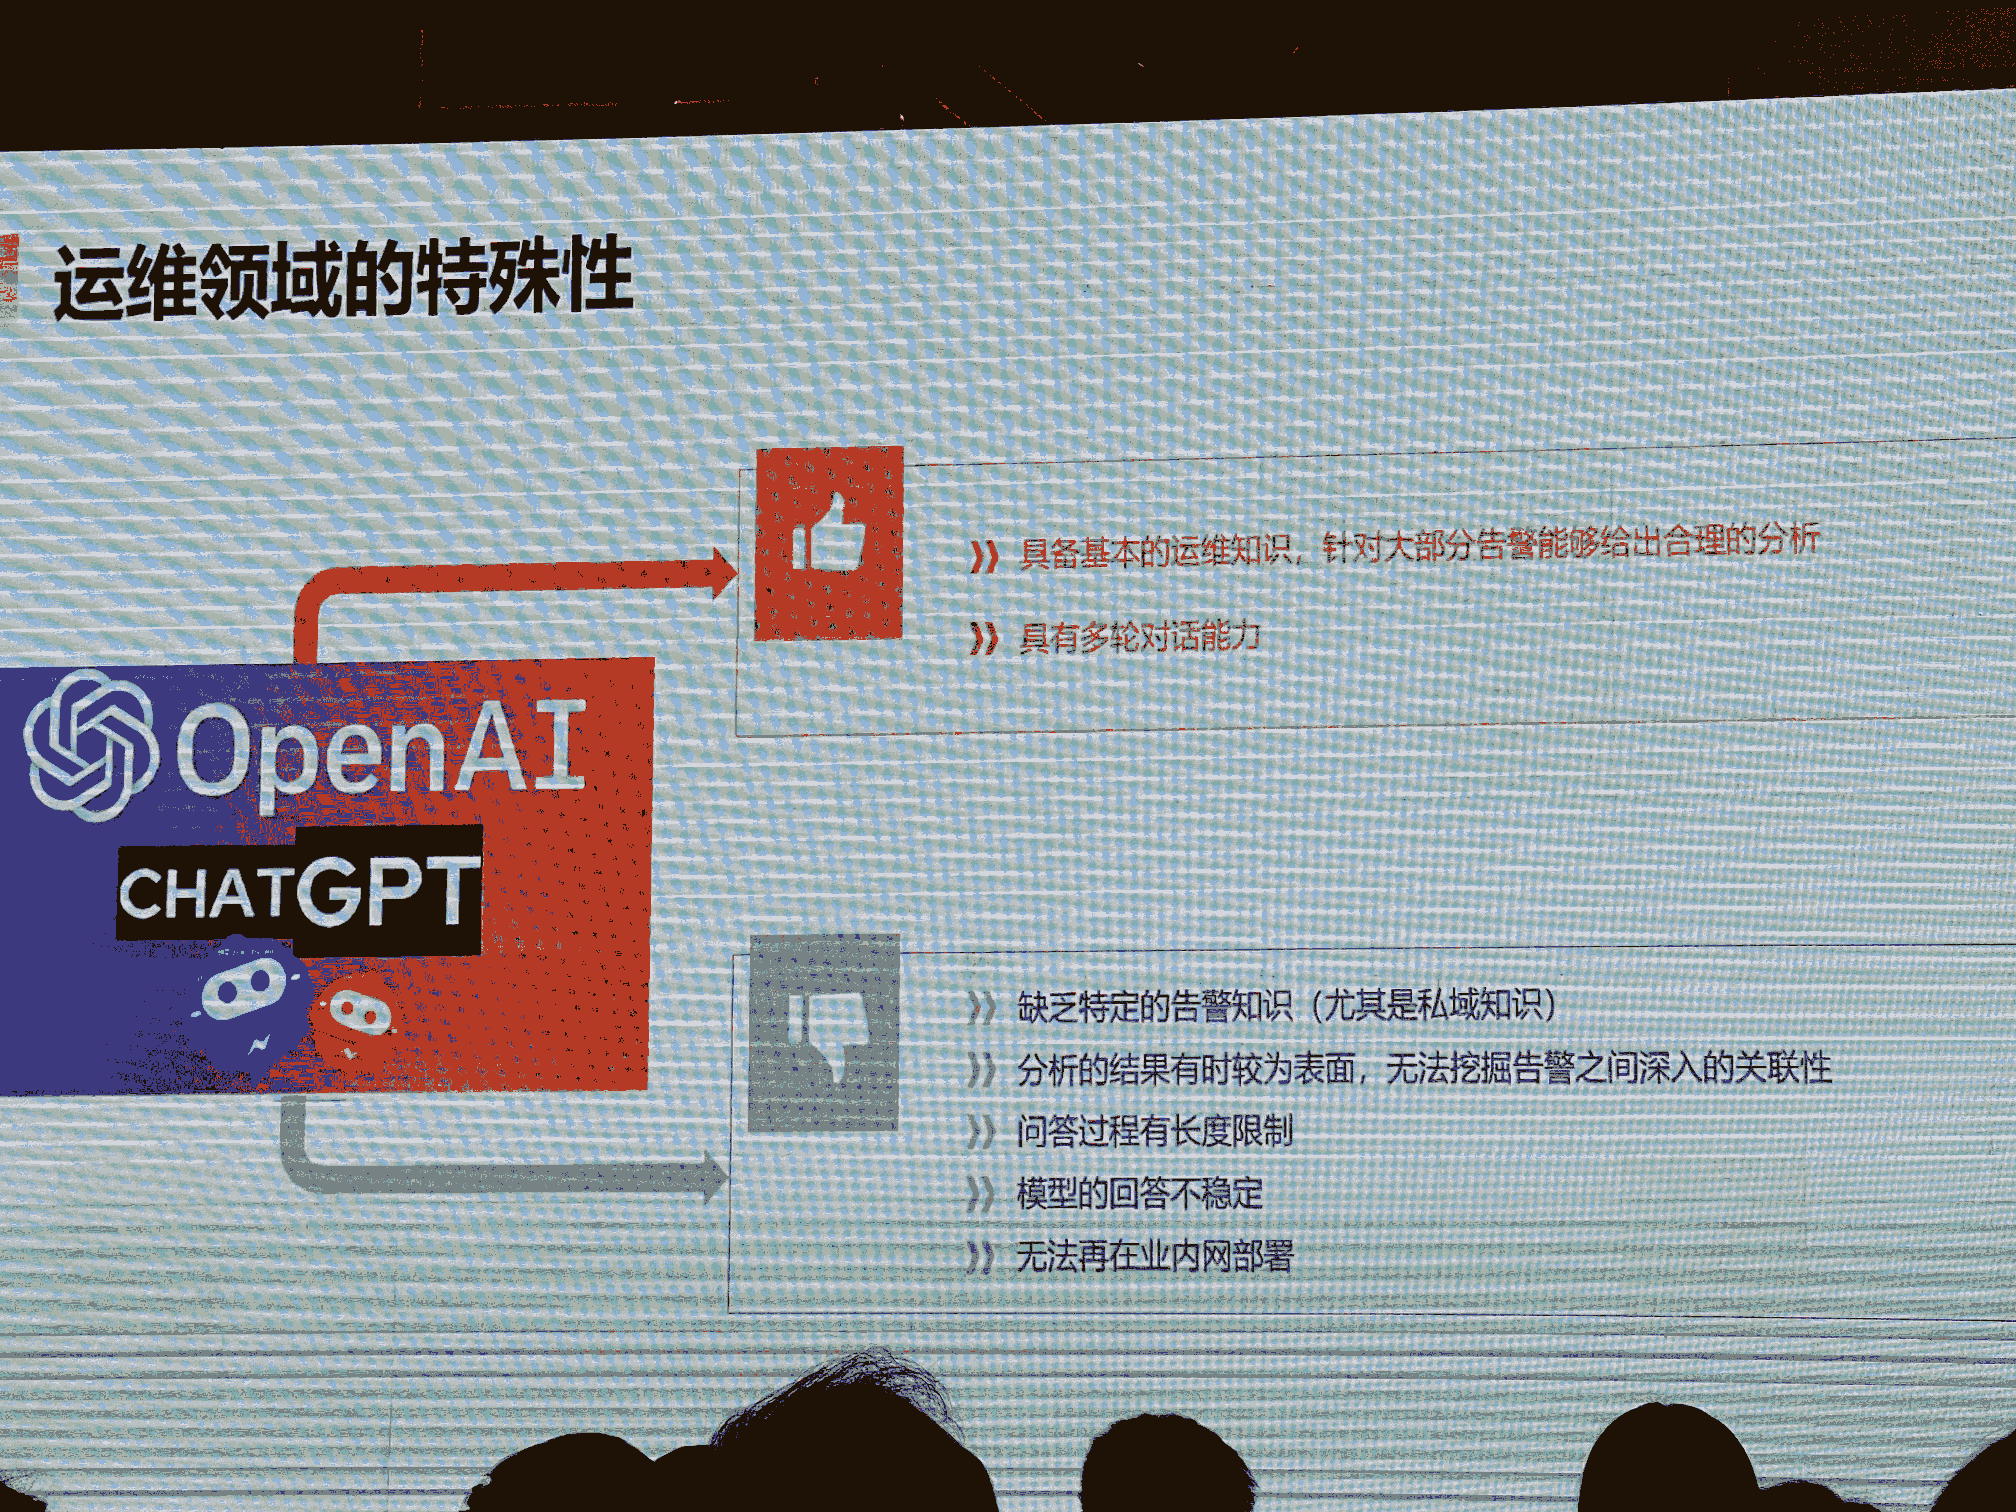 运维领域的特殊性
具备基本的运维知识，针对大部分告警能够给出合理的分析
具有多轮对话能力
OpenAI
CHATGPT
缺乏特定的告警知识（尤其是私域知识）
分析的结果有时较为表面，无法挖掘告警之间深入的关联性
问答过程有长度限制
模型的回答不稳定
无法再在业内网部署